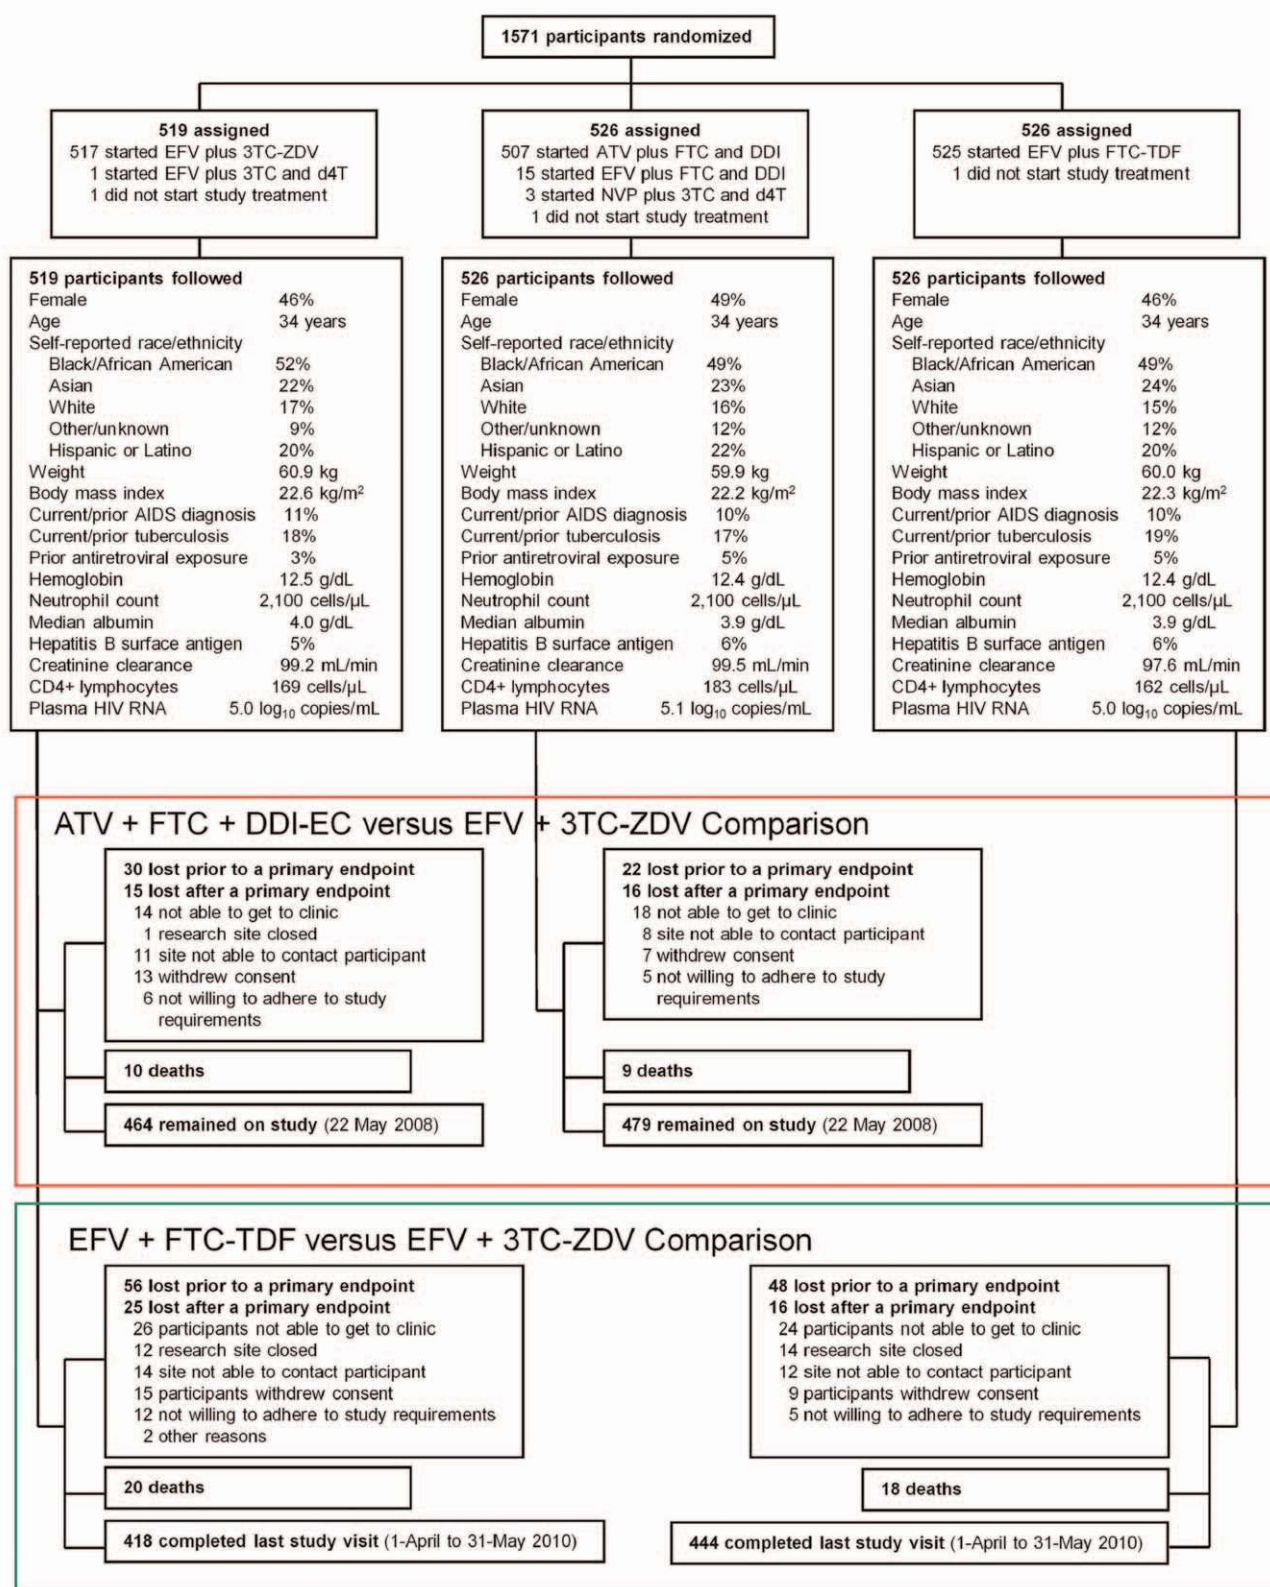 1571 participants randomized
519 assigned
517 started EFV plus 3TC-ZDV
1 started EFV plus 3TC and d4T
1 did not start study treatment
526 assigned
507 started ATV plus FTC and DDI
15 started EFV plus FTC and DDI
3 started NVP plus 3TC and d4T
1 did not start study treatment
526 assigned
525 started EFV plus FTC-TDF
1 did not start study treatment
519 participants followed
Female 46%
Age 34 years
Self-reported race/ethnicity
Black/African American 52%
Asian 22%
White 17%
Other/unknown 9%
Hispanic or Latino 20%
Weight 60.9 kg
Body mass index 22.6 kg/m²
Current/prior AIDS diagnosis 11%
Current/prior tuberculosis 18%
Prior antiretroviral exposure 3%
Hemoglobin 12.5 g/dL
Neutrophil count 2,100 cells/µL
Median albumin 4.0 g/dL
Hepatitis B surface antigen 5%
Creatinine clearance 99.2 mL/min
CD4+ lymphocytes 169 cells/µL
Plasma HIV RNA 5.0 log₁₀ copies/mL
526 participants followed
Female 49%
Age 34 years
Self-reported race/ethnicity
Black/African American 49%
Asian 23%
White 16%
Other/unknown 12%
Hispanic or Latino 22%
Weight 59.9 kg
Body mass index 22.2 kg/m²
Current/prior AIDS diagnosis 10%
Current/prior tuberculosis 17%
Prior antiretroviral exposure 5%
Hemoglobin 12.4 g/dL
Neutrophil count 2,100 cells/µL
Median albumin 3.9 g/dL
Hepatitis B surface antigen 6%
Creatinine clearance 99.5 mL/min
CD4+ lymphocytes 183 cells/µL
Plasma HIV RNA 5.1 log₁₀ copies/mL
526 participants followed
Female 46%
Age 34 years
Self-reported race/ethnicity
Black/African American 49%
Asian 24%
White 15%
Other/unknown 12%
Hispanic or Latino 20%
Weight 60.0 kg
Body mass index 22.3 kg/m²
Current/prior AIDS diagnosis 10%
Current/prior tuberculosis 19%
Prior antiretroviral exposure 5%
Hemoglobin 12.4 g/dL
Neutrophil count 2,100 cells/µL
Median albumin 3.9 g/dL
Hepatitis B surface antigen 6%
Creatinine clearance 97.6 mL/min
CD4+ lymphocytes 162 cells/µL
Plasma HIV RNA 5.0 log₁₀ copies/mL
ATV + FTC + DDI-EC versus EFV + 3TC-ZDV Comparison
30 lost prior to a primary endpoint
15 lost after a primary endpoint
14 not able to get to clinic
1 research site closed
11 site not able to contact participant
13 withdrew consent
6 not willing to adhere to study
requirements
10 deaths
464 remained on study (22 May 2008)
22 lost prior to a primary endpoint
16 lost after a primary endpoint
18 not able to get to clinic
8 site not able to contact participant
7 withdrew consent
5 not willing to adhere to study
requirements
9 deaths
479 remained on study (22 May 2008)
EFV + FTC-TDF versus EFV + 3TC-ZDV Comparison
56 lost prior to a primary endpoint
25 lost after a primary endpoint
26 participants not able to get to clinic
12 research site closed
14 site not able to contact participant
15 participants withdrew consent
12 not willing to adhere to study requirements
2 other reasons
20 deaths
418 completed last study visit (1-April to 31-May 2010)
48 lost prior to a primary endpoint
16 lost after a primary endpoint
24 participants not able to get to clinic
14 research site closed
12 site not able to contact participant
9 participants withdrew consent
5 not willing to adhere to study requirements
18 deaths
444 completed last study visit (1-April to 31-May 2010)